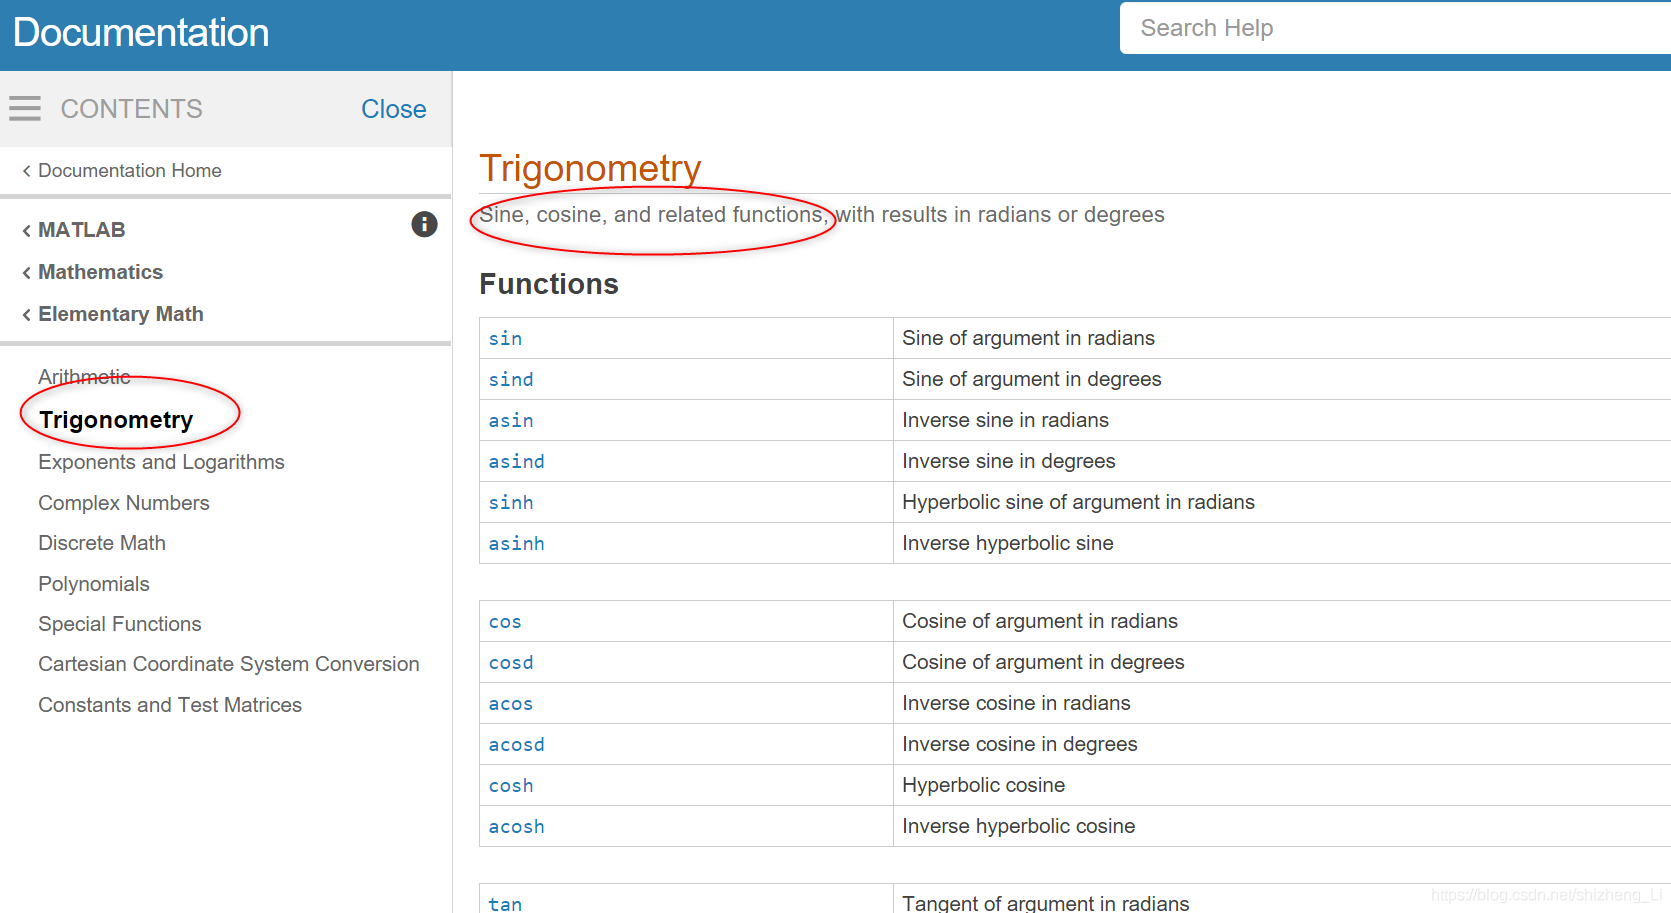 Documentation
Search Help
CONTENTS
Close
Documentation Home
MATLAB
Mathematics
Elementary Math
Arithmetic
Trigonometry
Exponents and Logarithms
Complex Numbers
Discrete Math
Polynomials
Special Functions
Cartesian Coordinate System Conversion
Constants and Test Matrices
Trigonometry
Sine, cosine, and related functions, with results in radians or degrees
Functions
sin Sine of argument in radians
sind Sine of argument in degrees
asin Inverse sine in radians
asind Inverse sine in degrees
sinh Hyperbolic sine of argument in radians
asinh Inverse hyperbolic sine
cos Cosine of argument in radians
cosd Cosine of argument in degrees
acos Inverse cosine in radians
acosd Inverse cosine in degrees
cosh Hyperbolic cosine
acosh Inverse hyperbolic cosine
tan Tangent of argument in radians
https://blog.csdn.net/shizheng_Li